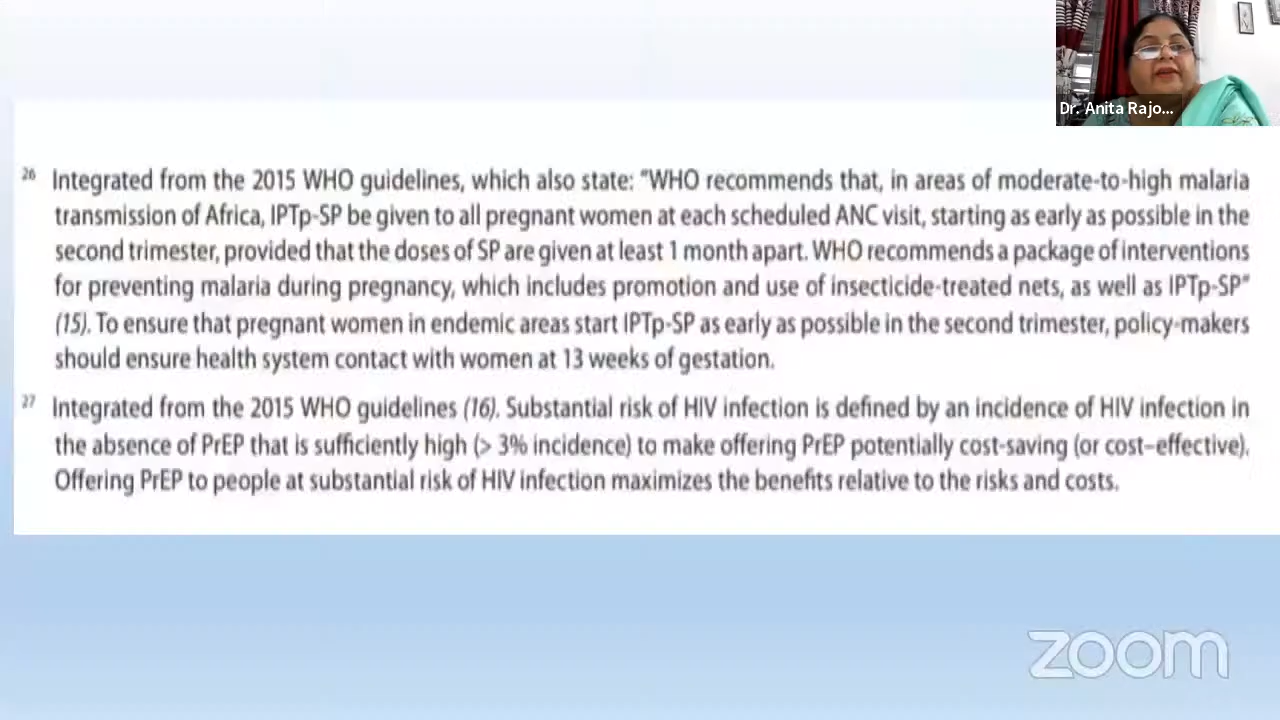 Dr. Anita Rajo...
26 Integrated from the 2015 WHO guidelines, which also state: "WHO recommends that, in areas of moderate-to-high malaria
transmission of Africa, IPTp-SP be given to all pregnant women at each scheduled ANC visit, starting as early as possible in the
second trimester, provided that the doses of SP are given at least 1 month apart. WHO recommends a package of interventions
for preventing malaria during pregnancy, which includes promotion and use of insecticide-treated nets, as well as IPTp-SP"
(15). To ensure that pregnant women in endemic areas start IPTp-SP as early as possible in the second trimester, policy-makers
should ensure health system contact with women at 13 weeks of gestation.
27 Integrated from the 2015 WHO guidelines (16). Substantial risk of HIV infection is defined by an incidence of HIV infection in
the absence of PrEP that is sufficiently high (> 3% incidence) to make offering PrEP potentially cost-saving (or cost–effective).
Offering PrEP to people at substantial risk of HIV infection maximizes the benefits relative to the risks and costs.
zoom